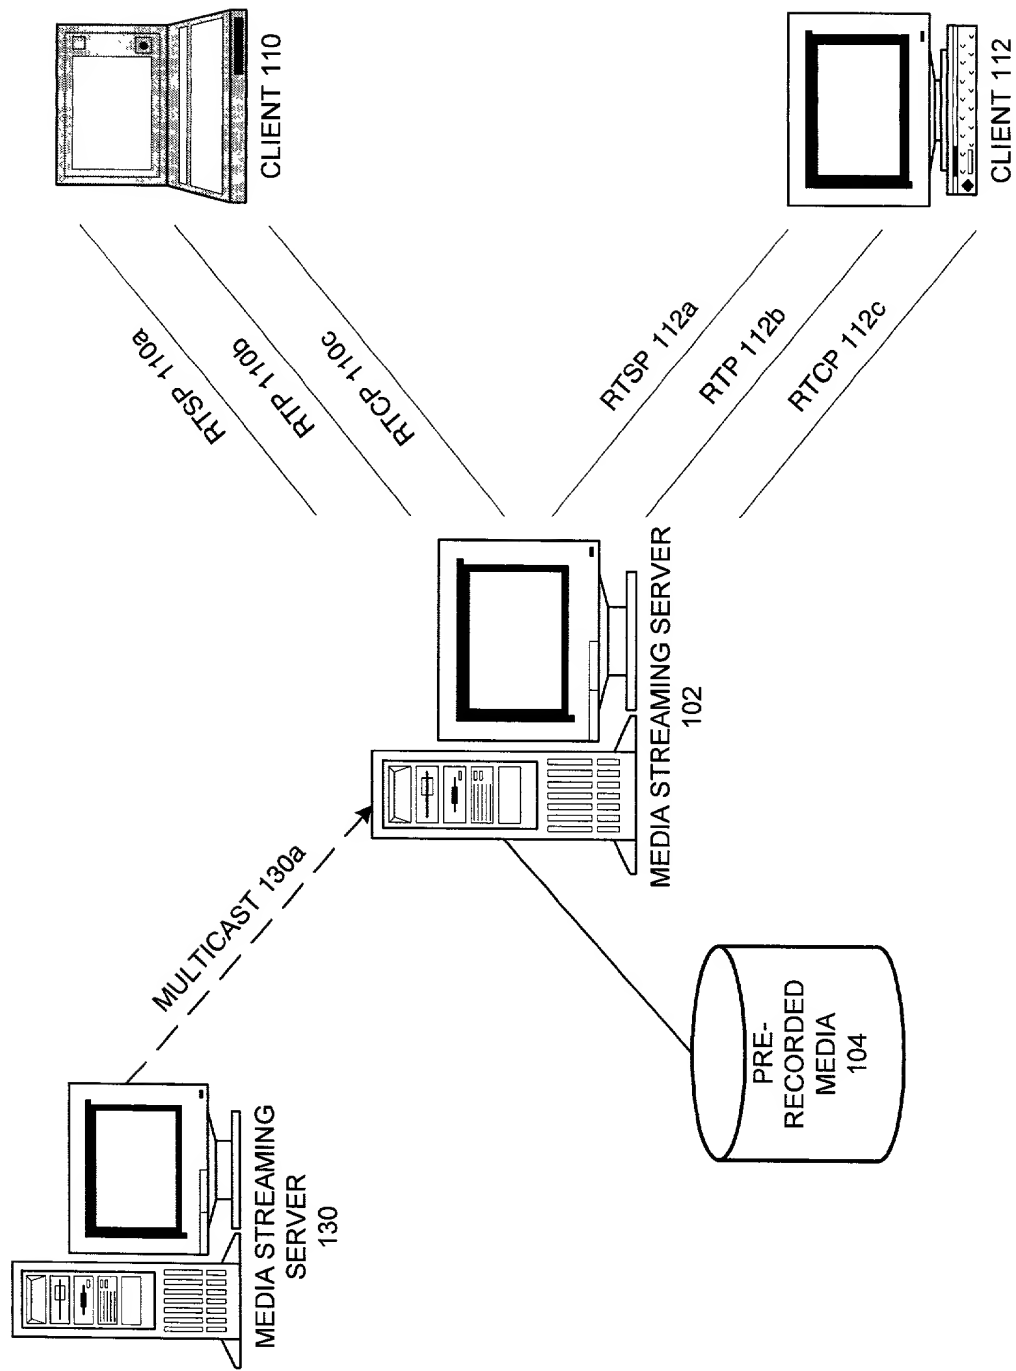 MEDIA STREAMING
SERVER
130
MULTICAST 130a
PRE-
RECORDED
MEDIA
104
MEDIA STREAMING SERVER
102
RTSP 110a
RTP 110b
RTCP 110c
CLIENT 110
RTSP 112a
RTP 112b
RTCP 112c
CLIENT 112